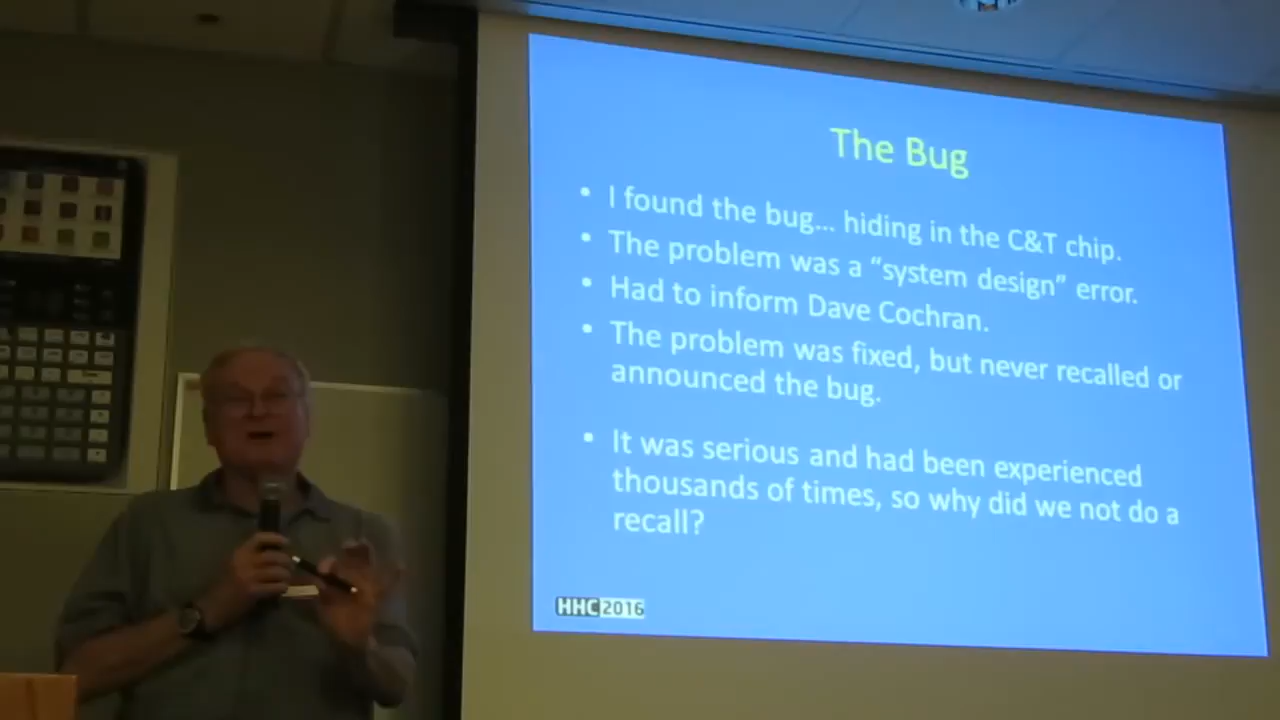 The Bug
• I found the bug... hiding in the C&T chip.
• The problem was a “system design” error.
• Had to inform Dave Cochran.
• The problem was fixed, but never recalled or
announced the bug.
• It was serious and had been experienced
thousands of times, so why did we not do a
recall?
HHC 2016